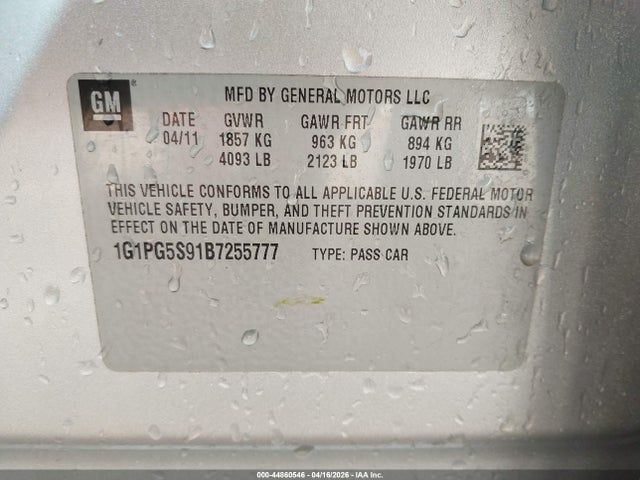 GM ®
MFD BY GENERAL MOTORS LLC
DATE GVWR GAWR FRT GAWR RR
04/11 1857 KG 963 KG 894 KG
4093 LB 2123 LB 1970 LB
THIS VEHICLE CONFORMS TO ALL APPLICABLE U.S. FEDERAL MOTOR
VEHICLE SAFETY, BUMPER, AND THEFT PREVENTION STANDARDS IN
EFFECT ON THE DATE OF MANUFACTURE SHOWN ABOVE.
1G1PG5S91B7255777 TYPE: PASS CAR
000-44860546 - 04/16/2026 - IAA Inc.